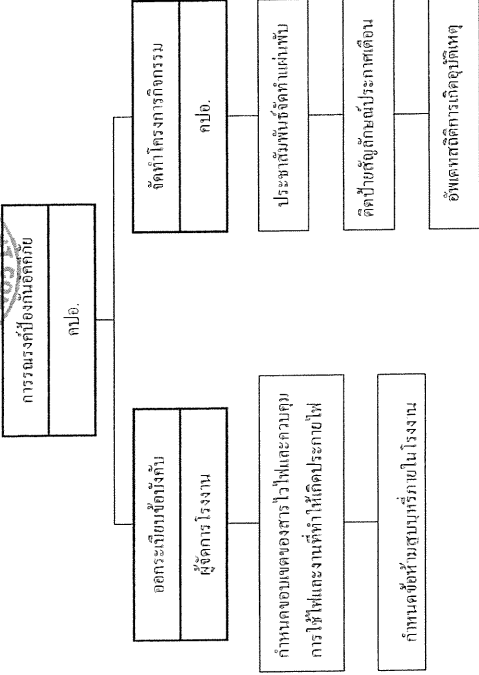 การรณรงค์ป้องกันอัคคีภัย
คปอ.
ออกระเบียบข้อบังคับ
ผู้จัดการโรงงาน
กำหนดขอบเขตของสารไวไฟและควบคุม
การใช้ไฟและงานที่ทำให้เกิดประกายไฟ
กำหนดข้อห้ามสูบบุหรี่ภายในโรงงาน
จัดทำโครงการกิจกรรม
คปอ.
ประชาสัมพันธ์จัดทำแผ่นพับ
ติดป้ายสัญลักษณ์ประกาศเตือน
อัพเดทสถิติการเกิดอุบัติเหตุ